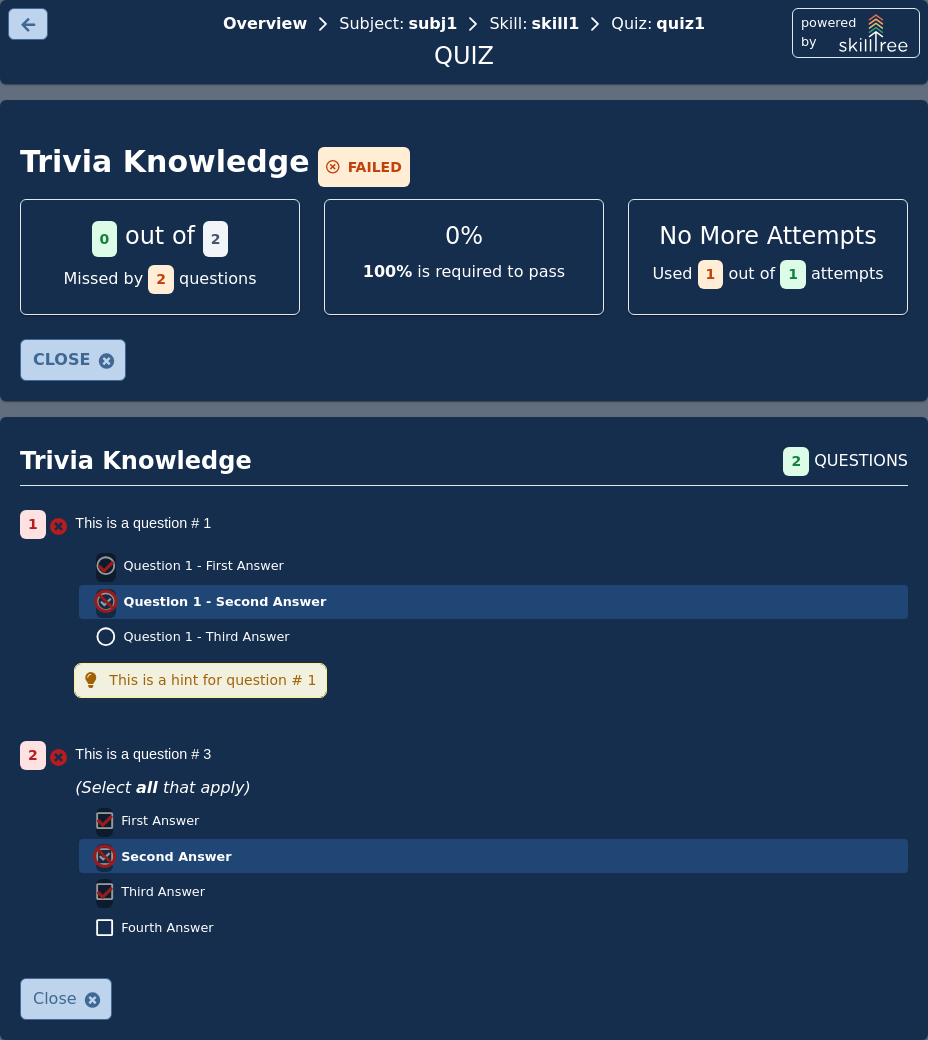 Overview > Subject: subj1 > Skill: skill1 > Quiz: quiz1
QUIZ
powered by skilltree
Trivia Knowledge FAILED
0 out of 2
Missed by 2 questions
0%
100% is required to pass
No More Attempts
Used 1 out of 1 attempts
CLOSE
Trivia Knowledge
2 QUESTIONS
1 This is a question # 1
Question 1 - First Answer
Question 1 - Second Answer
Question 1 - Third Answer
This is a hint for question # 1
2 This is a question # 3
(Select all that apply)
First Answer
Second Answer
Third Answer
Fourth Answer
Close